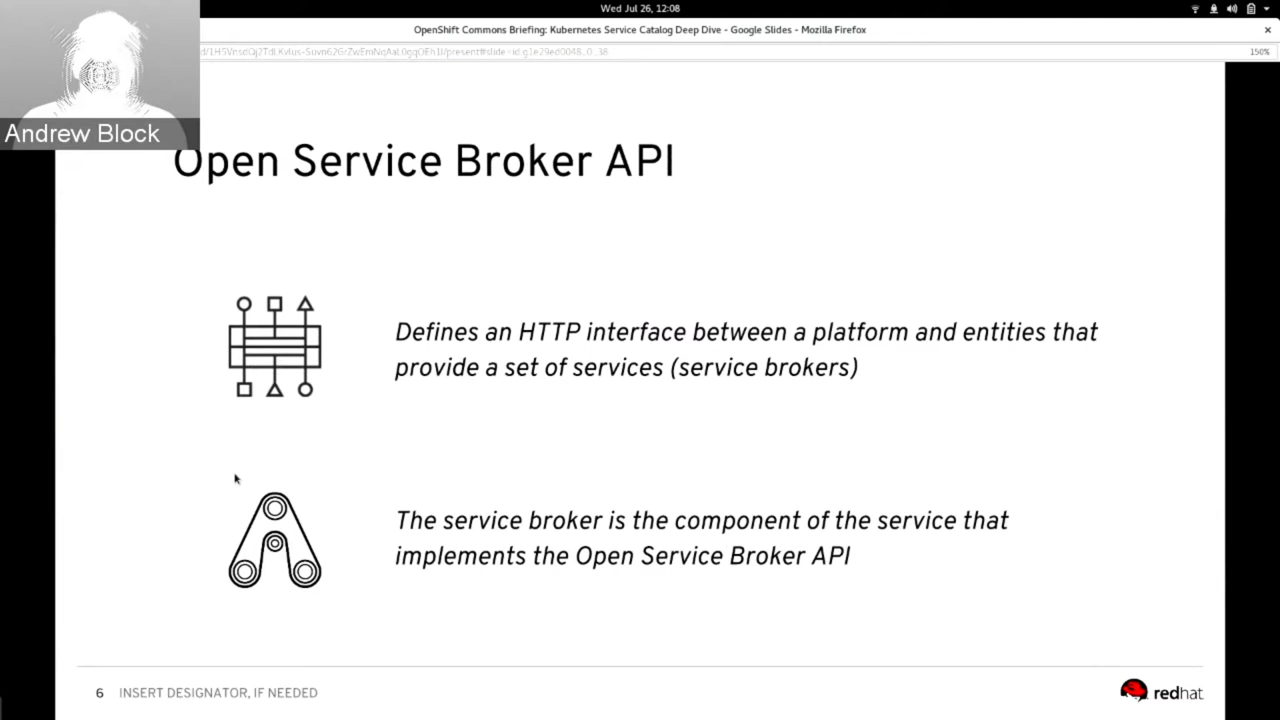 Wed Jul 26, 12:08
OpenShift Commons Briefing: Kubernetes Service Catalog Deep Dive - Google Slides - Mozilla Firefox
150%
Andrew Block
Open Service Broker API
Defines an HTTP interface between a platform and entities that
provide a set of services (service brokers)
The service broker is the component of the service that
implements the Open Service Broker API
6 INSERT DESIGNATOR, IF NEEDED
redhat